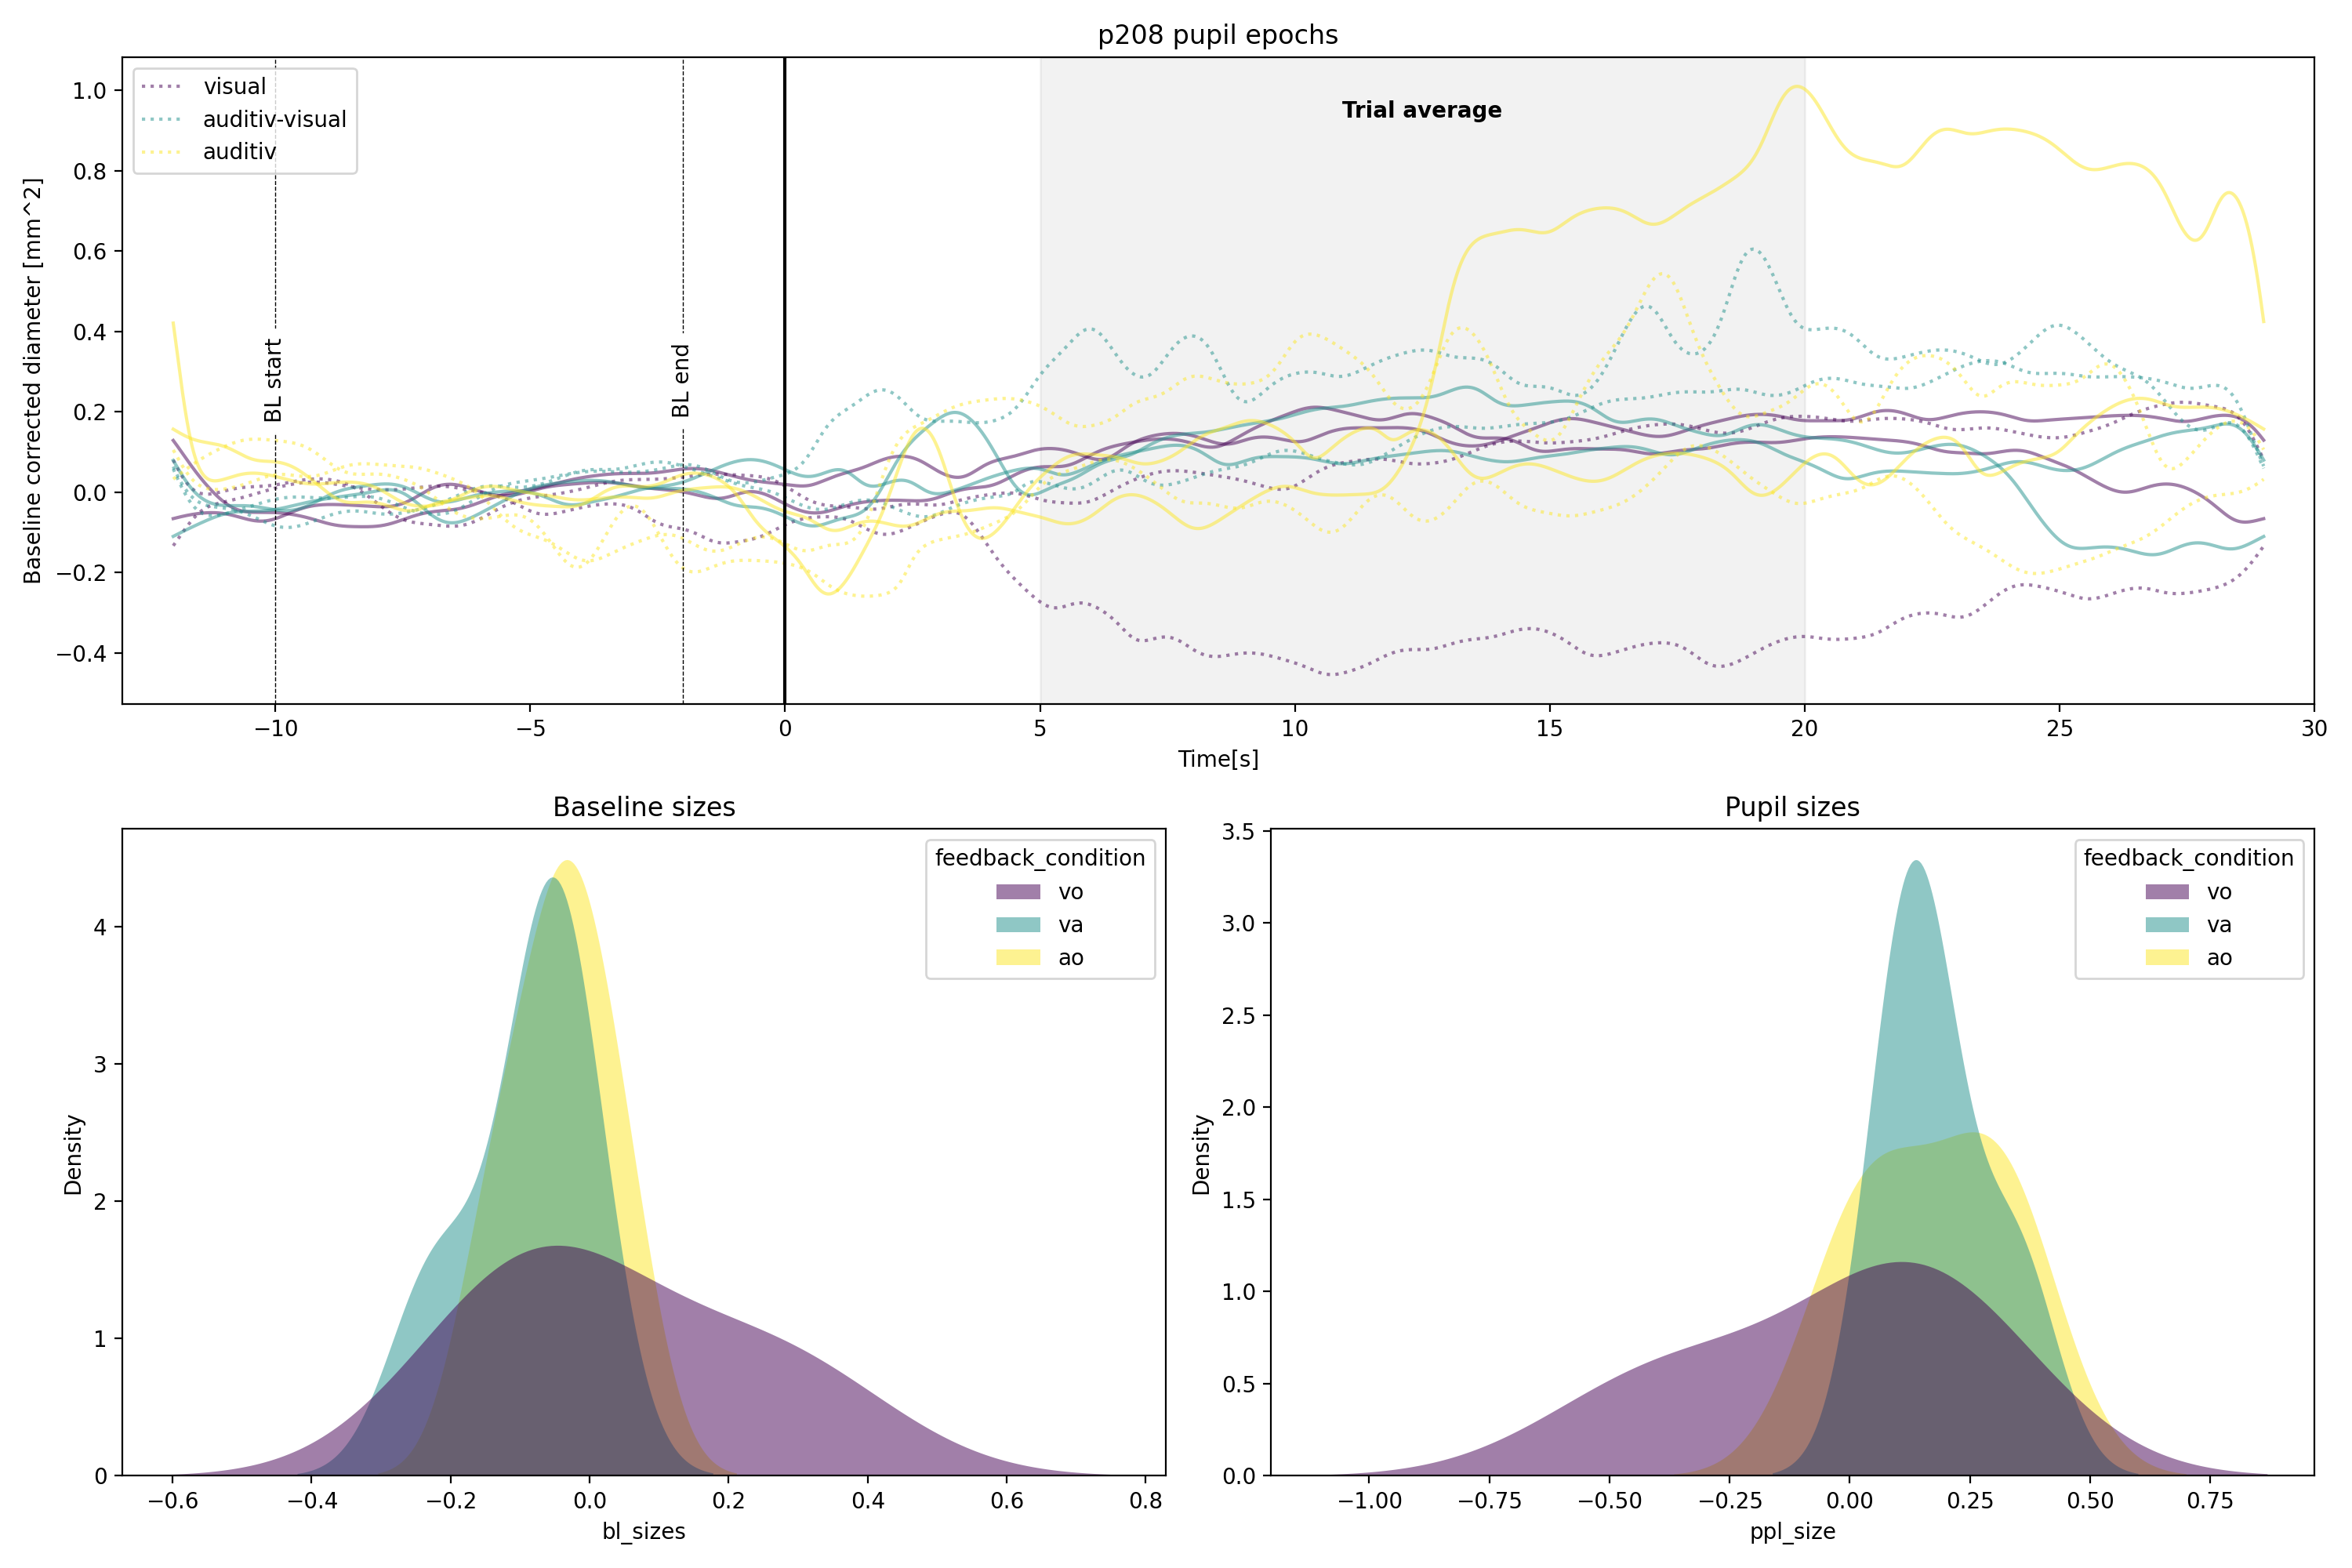 p208 pupil epochs
visual
auditiv-visual
auditiv
Trial average
BL start
BL end
Baseline corrected diameter [mm^2]
1.0
0.8
0.6
0.4
0.2
0.0
−0.2
−0.4
−10
−5
0
5
10
15
20
25
30
Time[s]
Baseline sizes
feedback_condition
vo
va
ao
Density
4
3
2
1
0
−0.6
−0.4
−0.2
0.0
0.2
0.4
0.6
0.8
bl_sizes
Pupil sizes
feedback_condition
vo
va
ao
Density
3.5
3.0
2.5
2.0
1.5
1.0
0.5
0.0
−1.00
−0.75
−0.50
−0.25
0.00
0.25
0.50
0.75
ppl_size